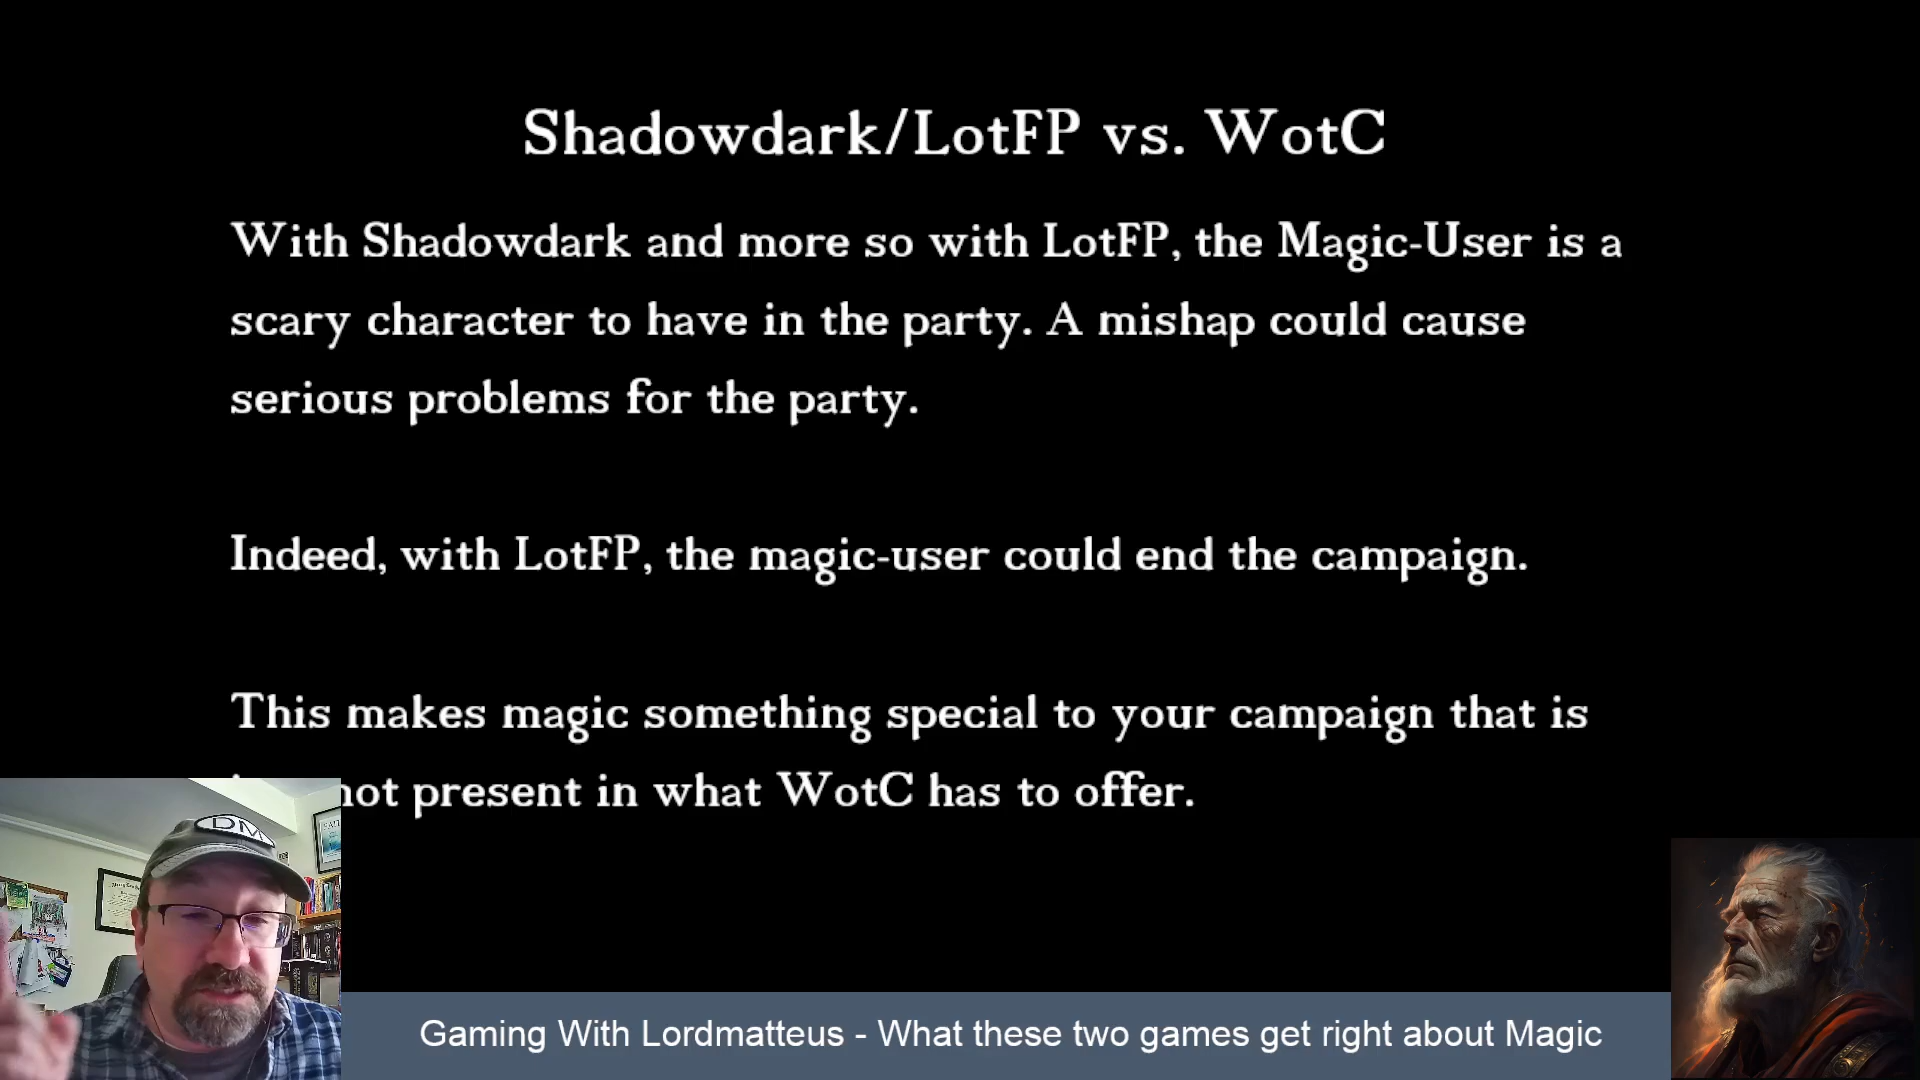 Shadowdark/LotFP vs. WotC
With Shadowdark and more so with LotFP, the Magic-User is a
scary character to have in the party. A mishap could cause
serious problems for the party.
Indeed, with LotFP, the magic-user could end the campaign.
This makes magic something special to your campaign that is
not present in what WotC has to offer.
DM
Gaming With Lordmatteus - What these two games get right about Magic